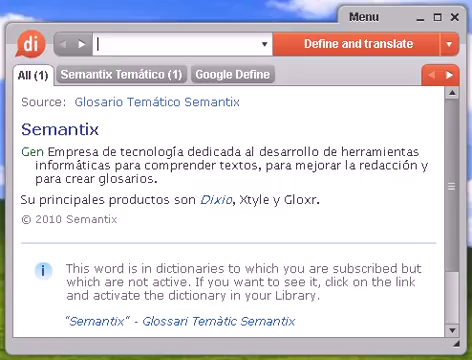 Menu
di
Define and translate
All (1)
Semantix Temático (1)
Google Define
Source: Glosario Temático Semantix
Semantix
Gen Empresa de tecnología dedicada al desarrollo de herramientas
informáticas para comprender textos, para mejorar la redacción y
para crear glosarios.
Su principales productos son Dixio, Xtyle y Gloxr.
© 2010 Semantix
This word is in dictionaries to which you are subscribed but
which are not active. If you want to see it, click on the link
and activate the dictionary in your Library.
"Semantix" - Glossari Temàtic Semantix